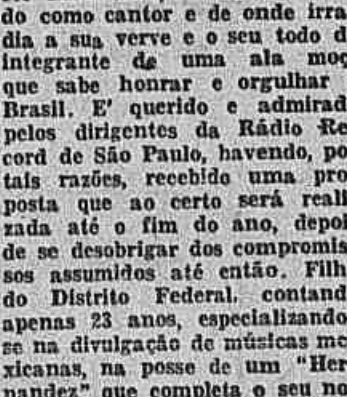 do como cantor e de onde irra
dia a sua verve e o seu todo d
integrante de uma ala moç
que sabe honrar e orgulhar
Brasil. E' querido e admirad
pelos dirigentes da Rádio Re
cord de São Paulo, havendo, po
tais razões, recebido uma pro
posta que ao certo será reali
zada até o fim do ano, depoi
de se desobrigar dos compromis
sos assumidos até então. Filh
do Distrito Federal, contand
apenas 23 anos, especializando
se na divulgação de músicas me
xicanas, na posse de um "Her
nandez" que completa o seu no